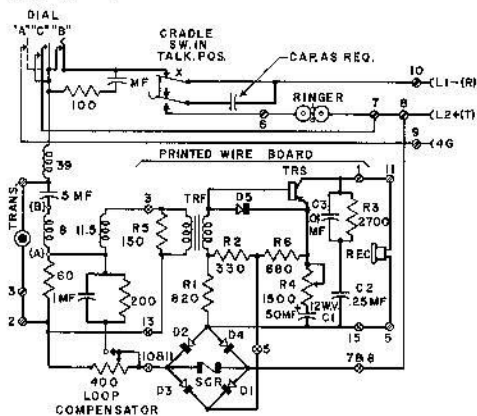 DIAL
"A" "C" "B"
CRADLE
SW. IN
TALK. POS.
X
MF
100
CAP. AS REQ.
10
(L1-(R)
RINGER
6
7
8
(L2+(T)
9
(4G
39
PRINTED WIRE BOARD
TRS
1
11
TRANS.
.5 MF
(B)
8
11.5
3
R5
150
TRF
D5
C3
.01
MF
R3
2700
R2
330
R6
680
REC
(A)
60
1MF
200
R1
820
R4
1500
12 W.V.
50MF
C1
C2
.25MF
3
2
13
D2
D4
5
15
5
10811
SCR
7&8
400
D3
D1
LOOP
COMPENSATOR